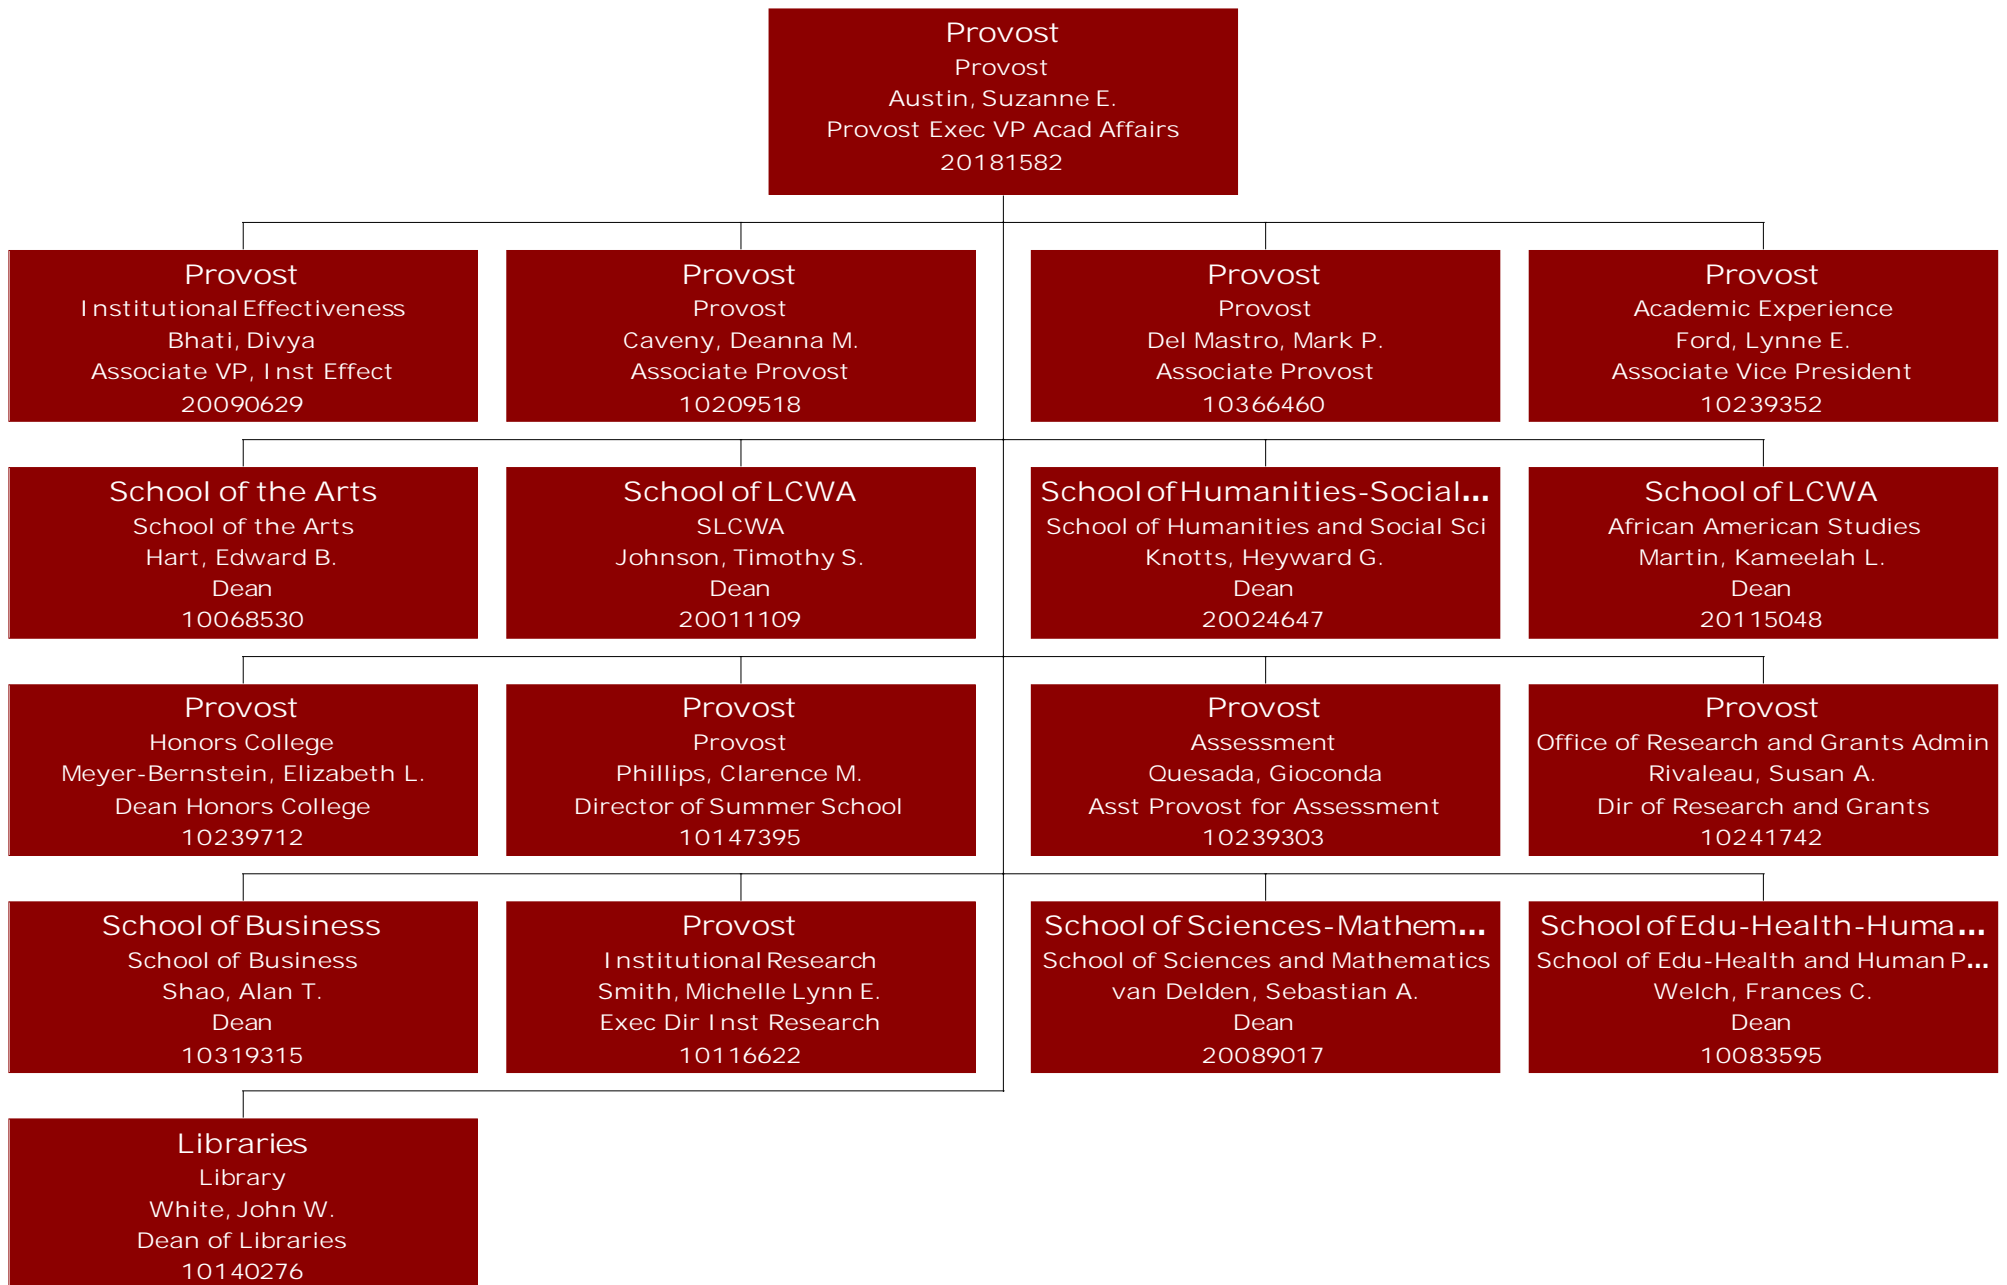 Provost
Provost
Austin, Suzanne E.
Provost Exec VP Acad Affairs
20181582
Provost
Institutional Effectiveness
Bhati, Divya
Associate VP, Inst Effect
20090629
Provost
Provost
Caveny, Deanna M.
Associate Provost
10209518
Provost
Provost
Del Mastro, Mark P.
Associate Provost
10366460
Provost
Academic Experience
Ford, Lynne E.
Associate Vice President
10239352
School of the Arts
School of the Arts
Hart, Edward B.
Dean
10068530
School of LCWA
SLCWA
Johnson, Timothy S.
Dean
20011109
School of Humanities-Social...
School of Humanities and Social Sci
Knotts, Heyward G.
Dean
20024647
School of LCWA
African American Studies
Martin, Kameelah L.
Dean
20115048
Provost
Honors College
Meyer-Bernstein, Elizabeth L.
Dean Honors College
10239712
Provost
Provost
Phillips, Clarence M.
Director of Summer School
10147395
Provost
Assessment
Quesada, Gioconda
Asst Provost for Assessment
10239303
Provost
Office of Research and Grants Admin
Rivaleau, Susan A.
Dir of Research and Grants
10241742
School of Business
School of Business
Shao, Alan T.
Dean
10319315
Provost
Institutional Research
Smith, Michelle Lynn E.
Exec Dir Inst Research
10116622
School of Sciences-Mathem...
School of Sciences and Mathematics
van Delden, Sebastian A.
Dean
20089017
School of Edu-Health-Huma...
School of Edu-Health and Human P...
Welch, Frances C.
Dean
10083595
Libraries
Library
White, John W.
Dean of Libraries
10140276